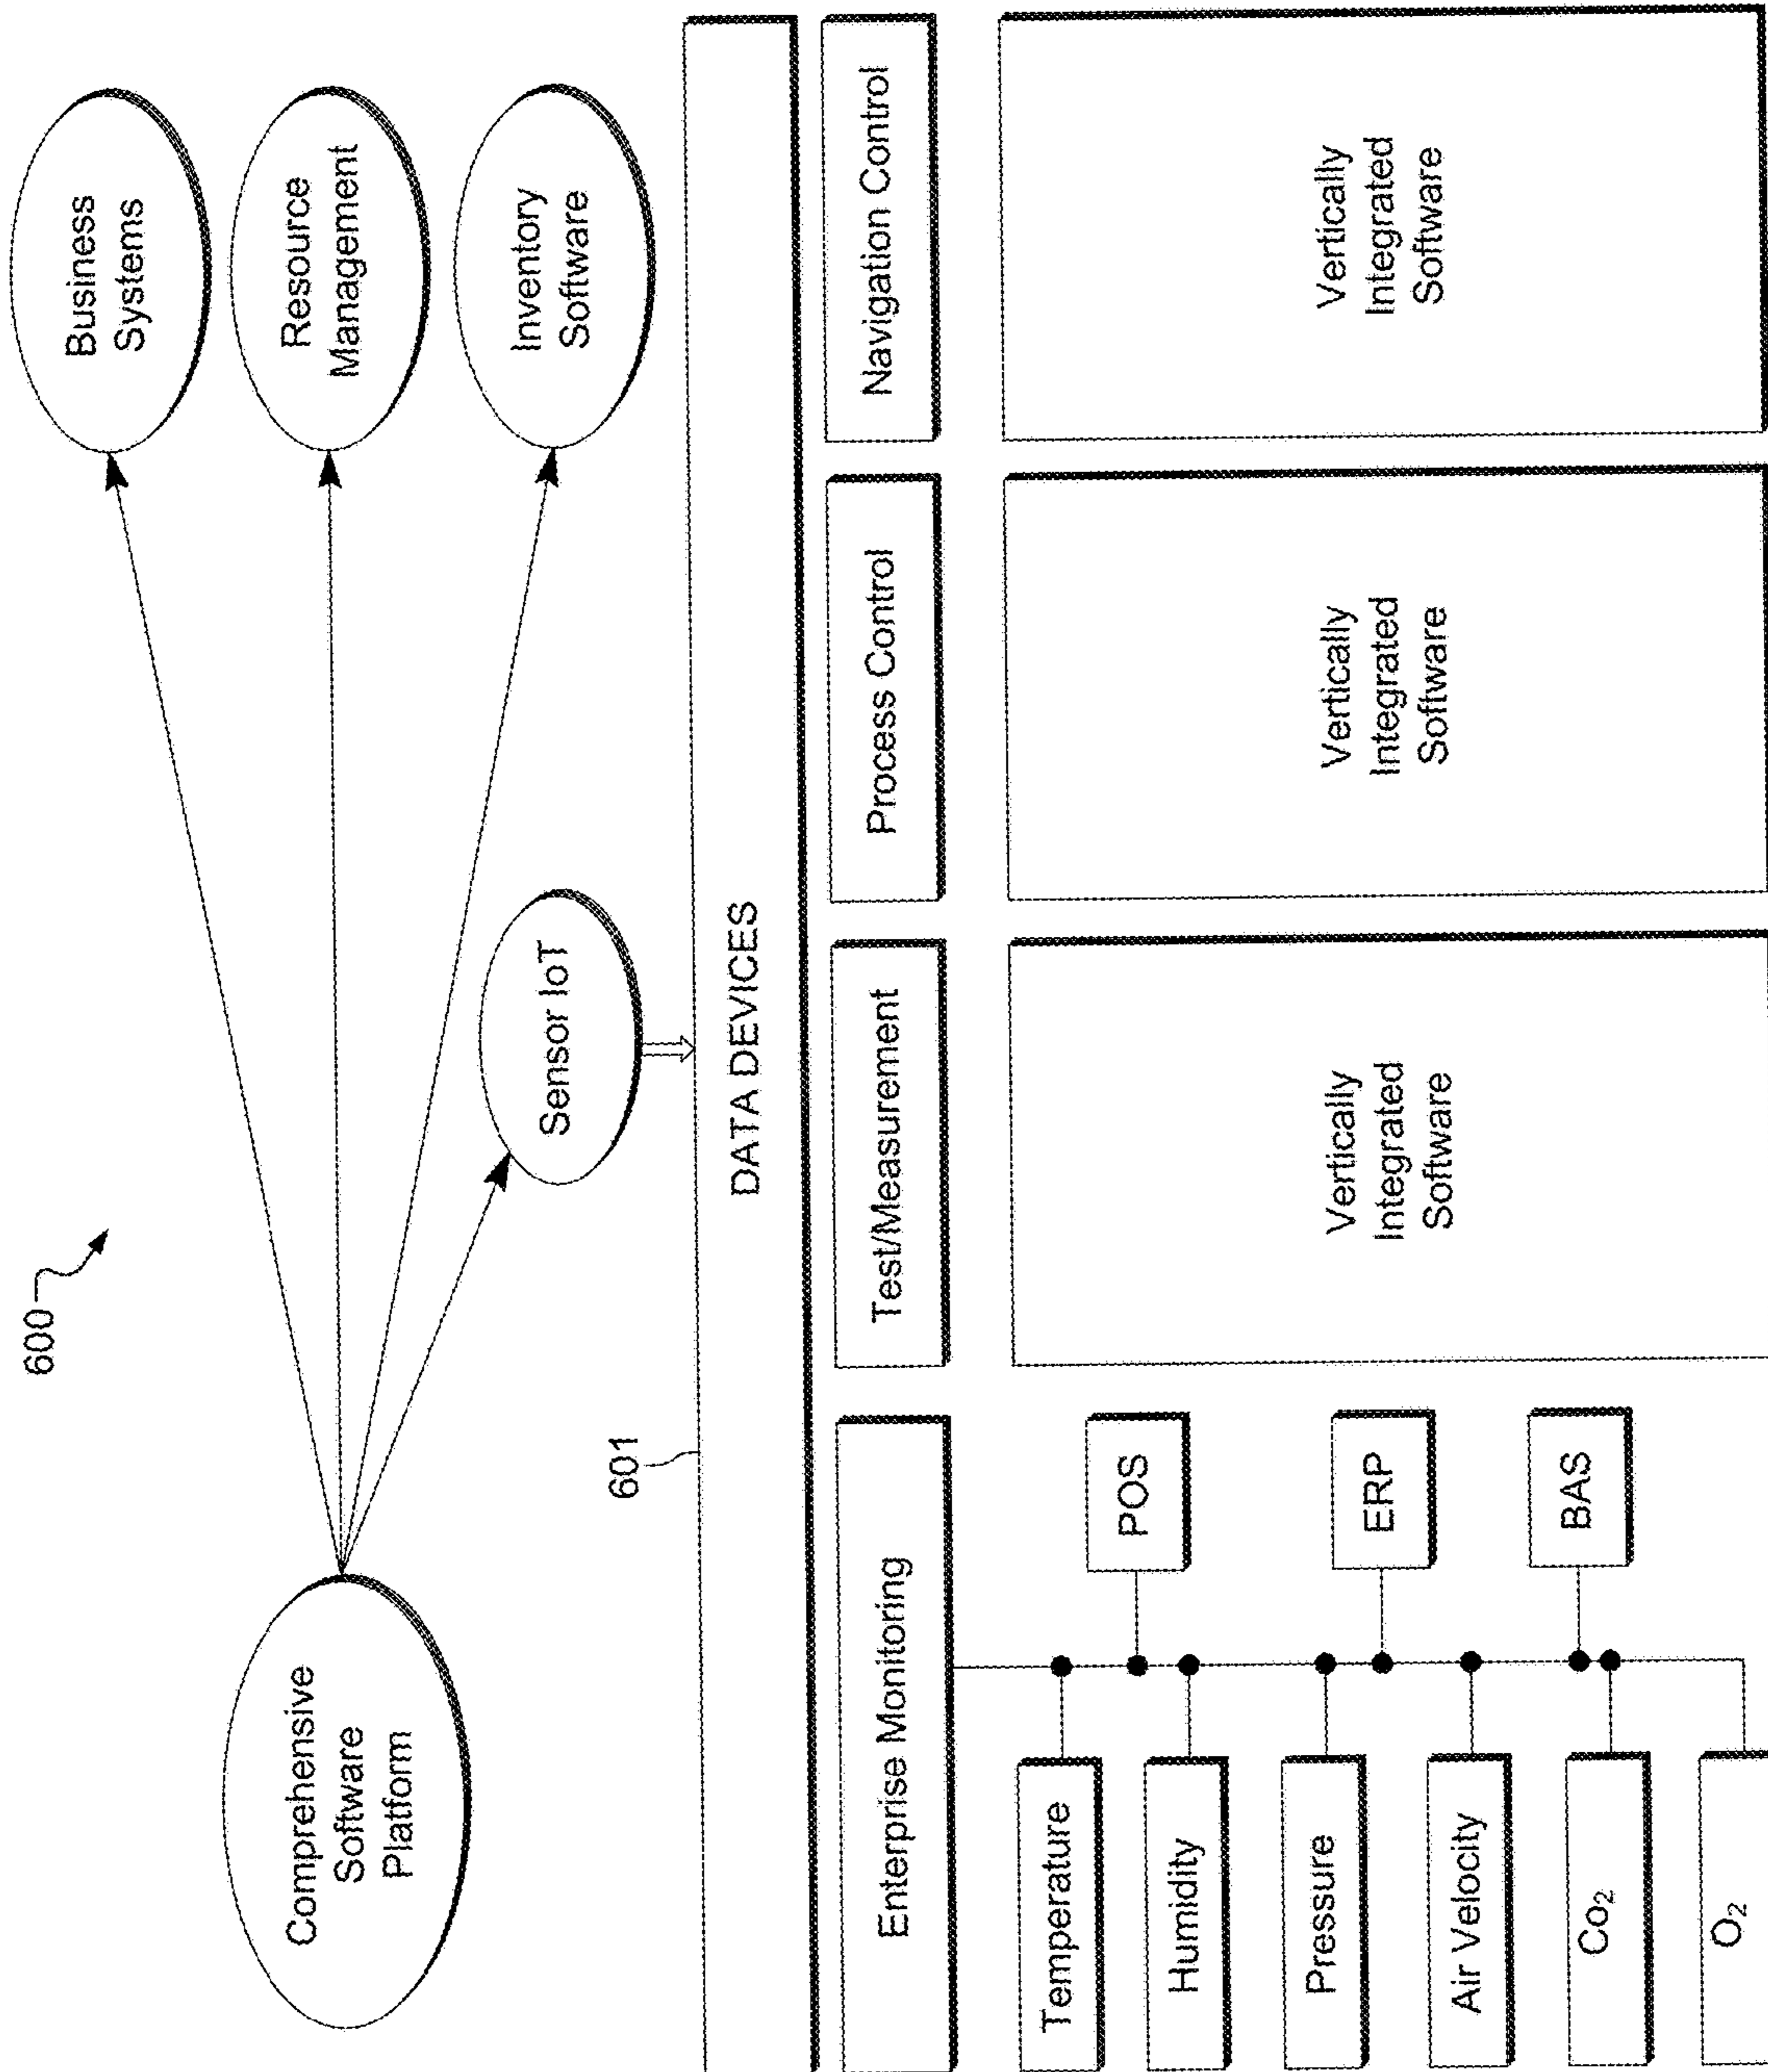 600
Comprehensive
Software
Platform
Business
Systems
Resource
Management
Inventory
Software
Sensor IoT
601
DATA DEVICES
Enterprise Monitoring
Test/Measurement
Process Control
Navigation Control
Temperature
Humidity
Pressure
Air Velocity
Co₂
O₂
POS
ERP
BAS
Vertically
Integrated
Software
Vertically
Integrated
Software
Vertically
Integrated
Software